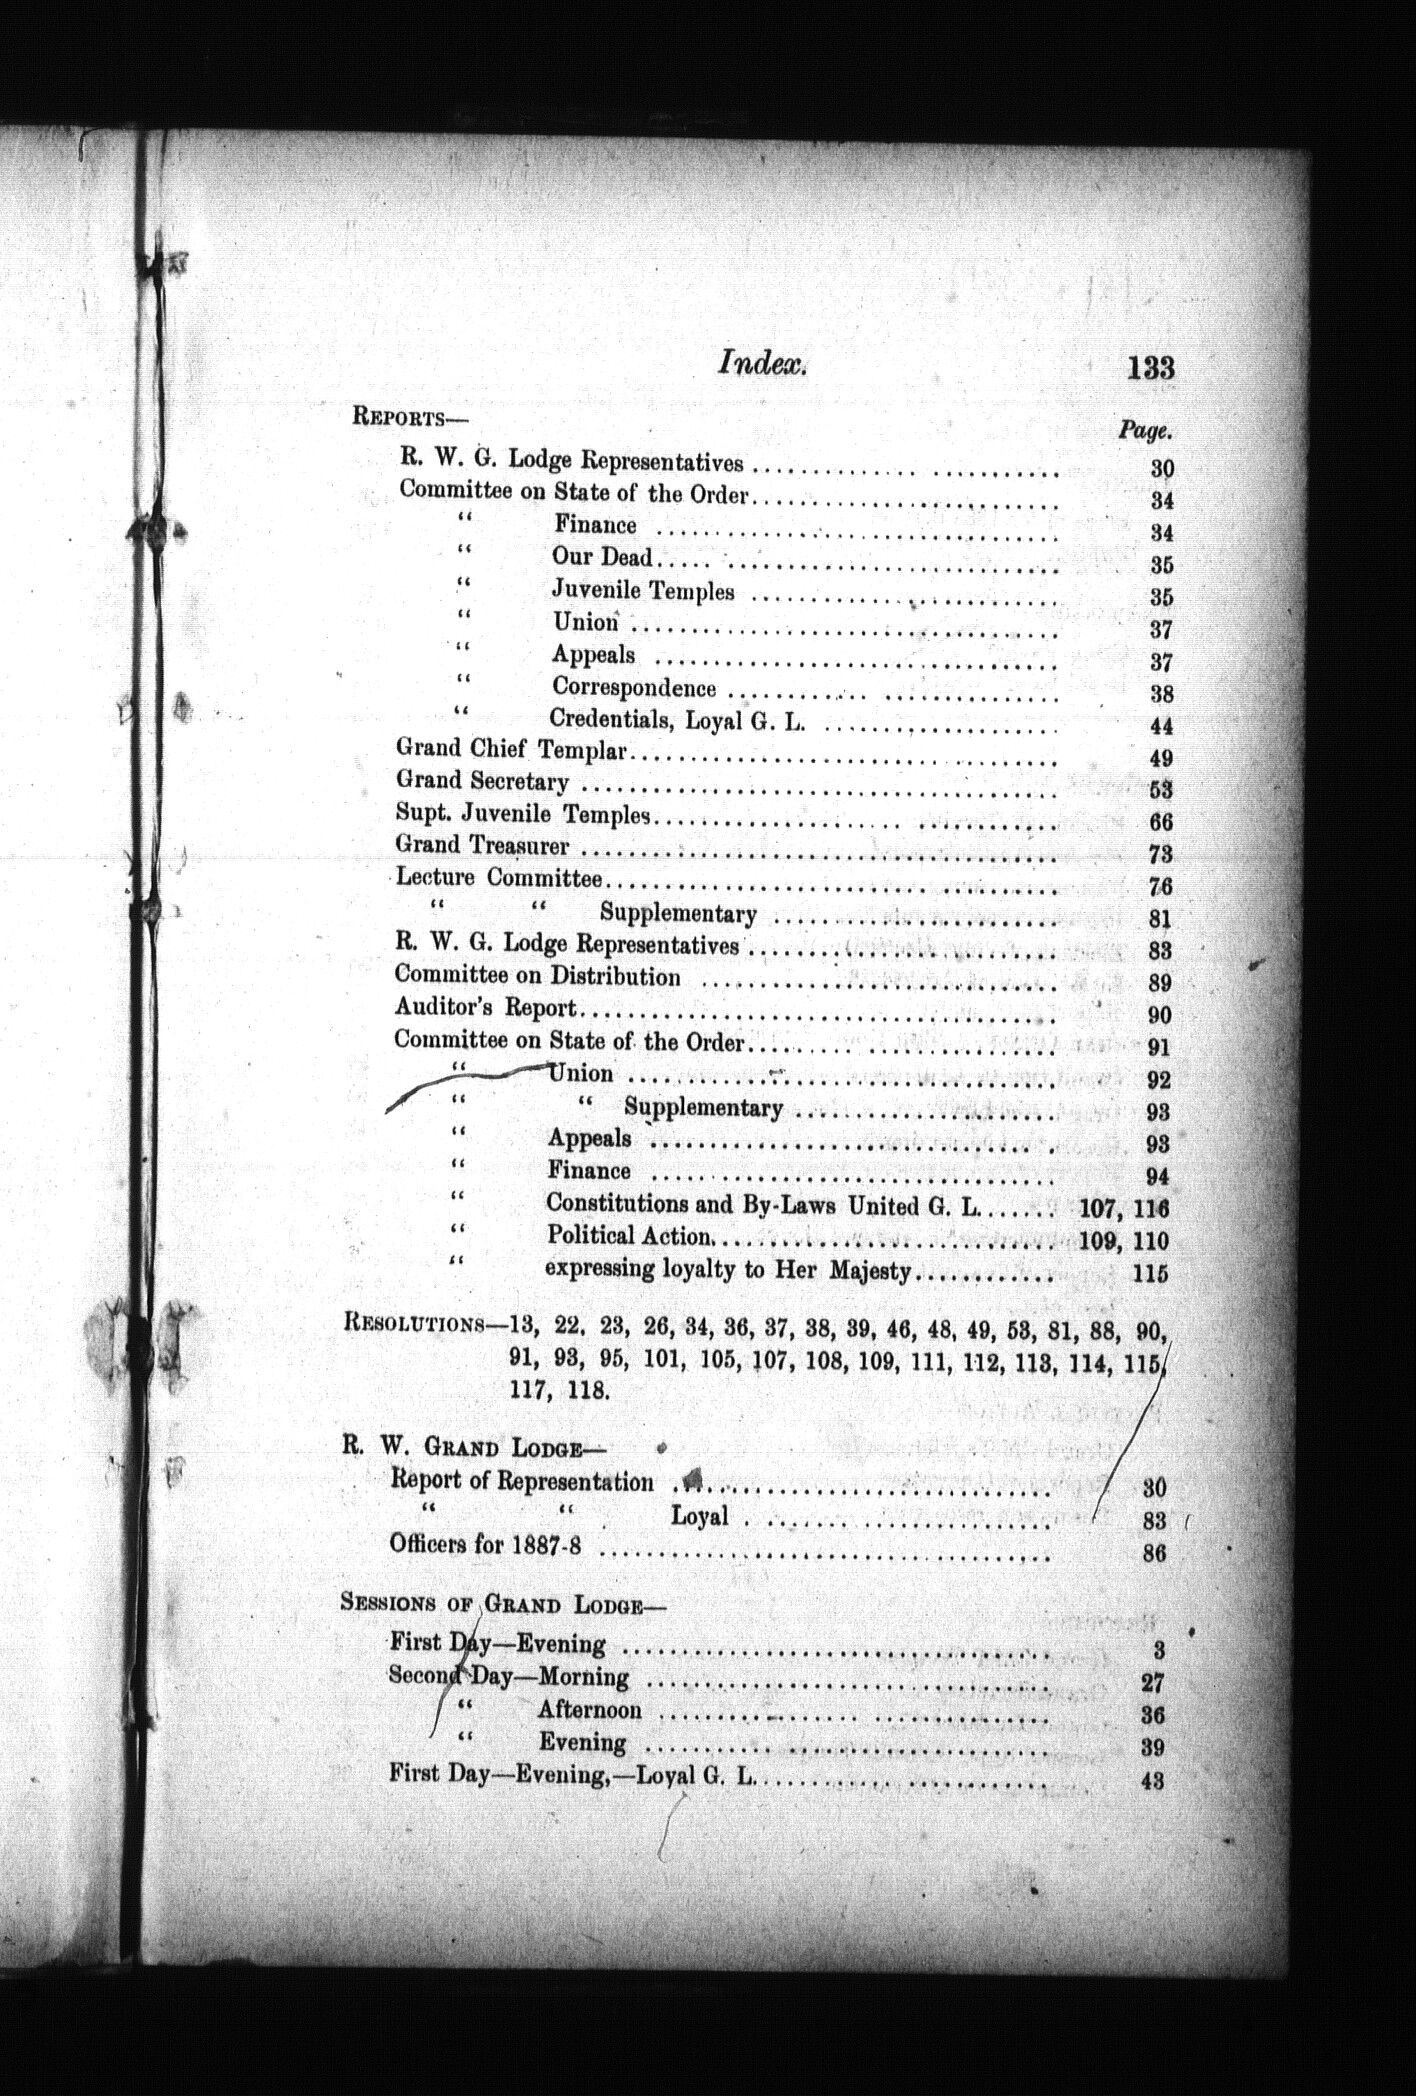 Index. 133
REPORTS— Page.
R. W. G. Lodge Representatives .......................... 30
Committee on State of the Order.......................... 34
“ Finance .................................. 34
“ Our Dead.................................. 35
“ Juvenile Temples .......................... 35
“ Union .................................... 37
“ Appeals .................................. 37
“ Correspondence ............................ 38
“ Credentials, Loyal G. L. .................... 44
Grand Chief Templar.................................... 49
Grand Secretary ........................................ 53
Supt. Juvenile Temples.................................. 66
Grand Treasurer ........................................ 73
Lecture Committee...................................... 76
“ “ Supplementary ........................ 81
R. W. G. Lodge Representatives .......................... 83
Committee on Distribution .............................. 89
Auditor's Report........................................ 90
Committee on State of the Order.......................... 91
“ Union .................................... 92
“ “ Supplementary ...................... 93
“ Appeals .................................. 93
“ Finance .................................. 94
“ Constitutions and By-Laws United G. L....... 107, 116
“ Political Action............................ 109, 110
“ expressing loyalty to Her Majesty............ 115
RESOLUTIONS—13, 22, 23, 26, 34, 36, 37, 38, 39, 46, 48, 49, 53, 81, 88, 90,
91, 93, 95, 101, 105, 107, 108, 109, 111, 112, 113, 114, 115,
117, 118.
R. W. GRAND LODGE—
Report of Representation ................................ 30
“ “ Loyal .......................... 83
Officers for 1887-8 ...................................... 86
SESSIONS OF GRAND LODGE—
First Day—Evening .................................... 3
Second Day—Morning .................................. 27
“ Afternoon ................................ 36
“ Evening .................................. 39
First Day—Evening,—Loyal G. L......................... 43